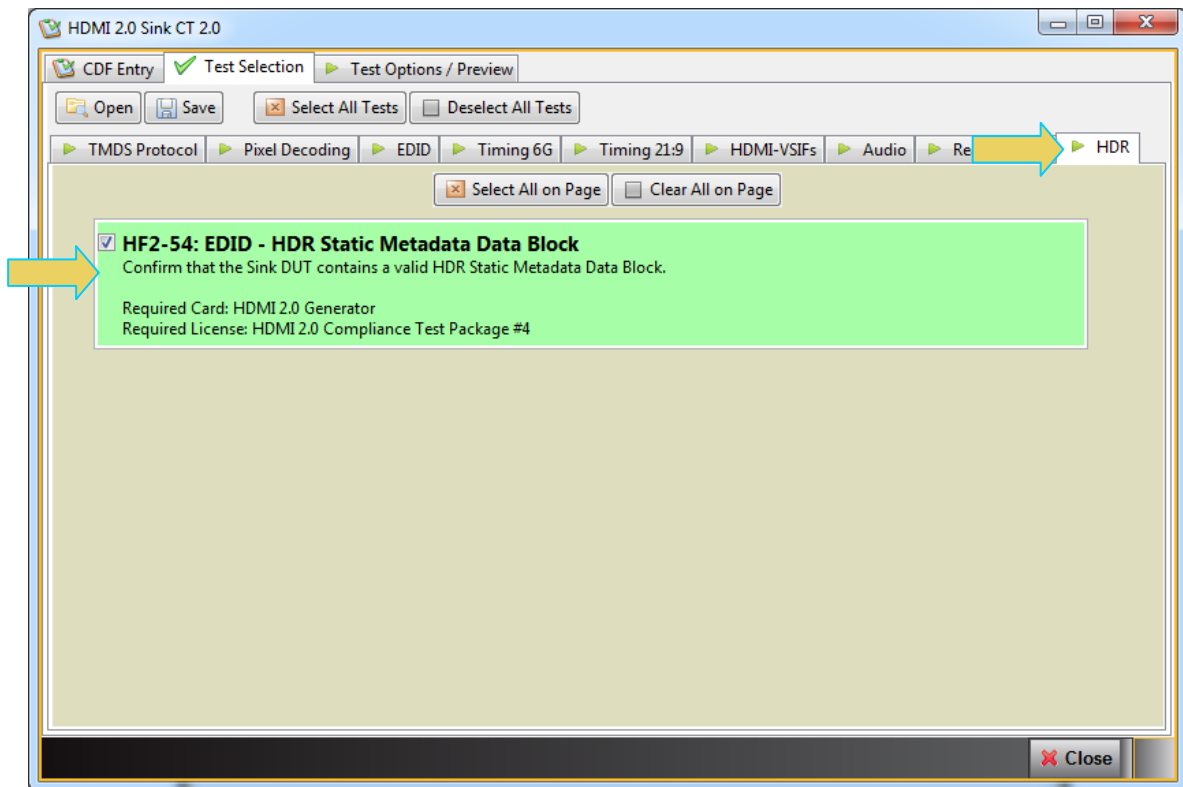 HDMI 2.0 Sink CT 2.0
CDF Entry Test Selection Test Options / Preview
Open Save Select All Tests Deselect All Tests
TMDS Protocol Pixel Decoding EDID Timing 6G Timing 21:9 HDMI-VSIFs Audio Re HDR
Select All on Page Clear All on Page
HF2-54: EDID - HDR Static Metadata Data Block
Confirm that the Sink DUT contains a valid HDR Static Metadata Data Block.
Required Card: HDMI 2.0 Generator
Required License: HDMI 2.0 Compliance Test Package #4
Close